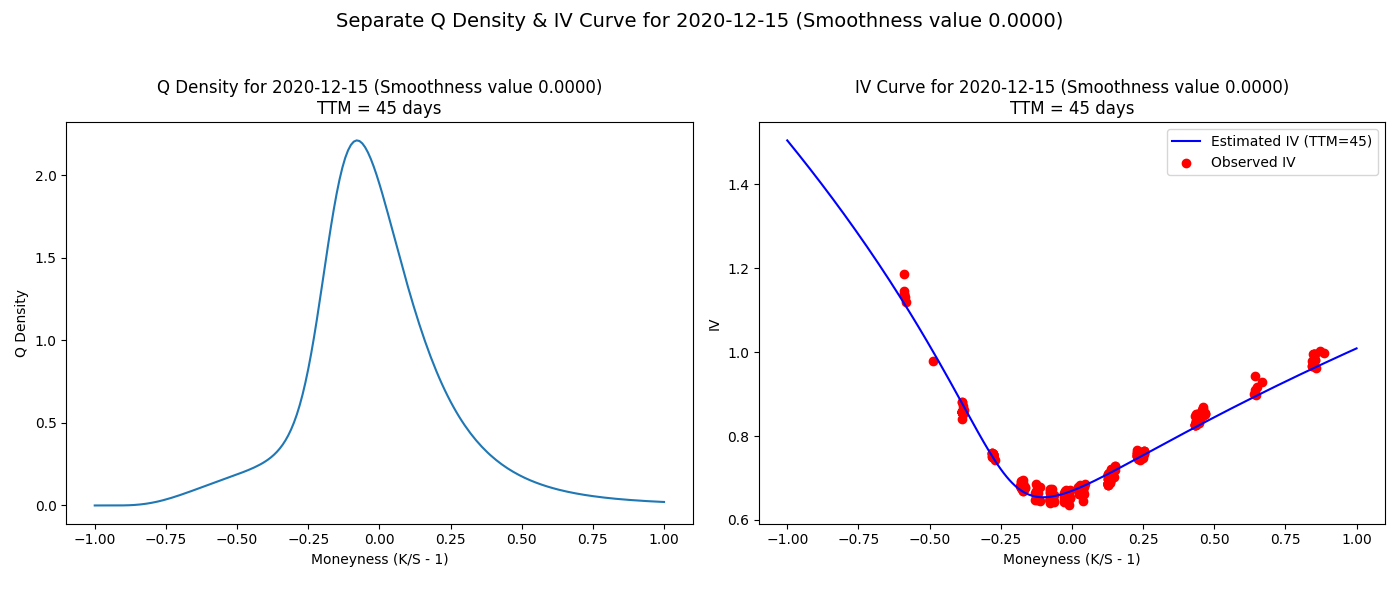 Separate Q Density & IV Curve for 2020-12-15 (Smoothness value 0.0000)
Q Density for 2020-12-15 (Smoothness value 0.0000)
TTM = 45 days
Q Density
2.0
1.5
1.0
0.5
0.0
−1.00 −0.75 −0.50 −0.25 0.00 0.25 0.50 0.75 1.00
Moneyness (K/S - 1)
IV Curve for 2020-12-15 (Smoothness value 0.0000)
TTM = 45 days
Estimated IV (TTM=45)
Observed IV
IV
1.4
1.2
1.0
0.8
0.6
−1.00 −0.75 −0.50 −0.25 0.00 0.25 0.50 0.75 1.00
Moneyness (K/S - 1)